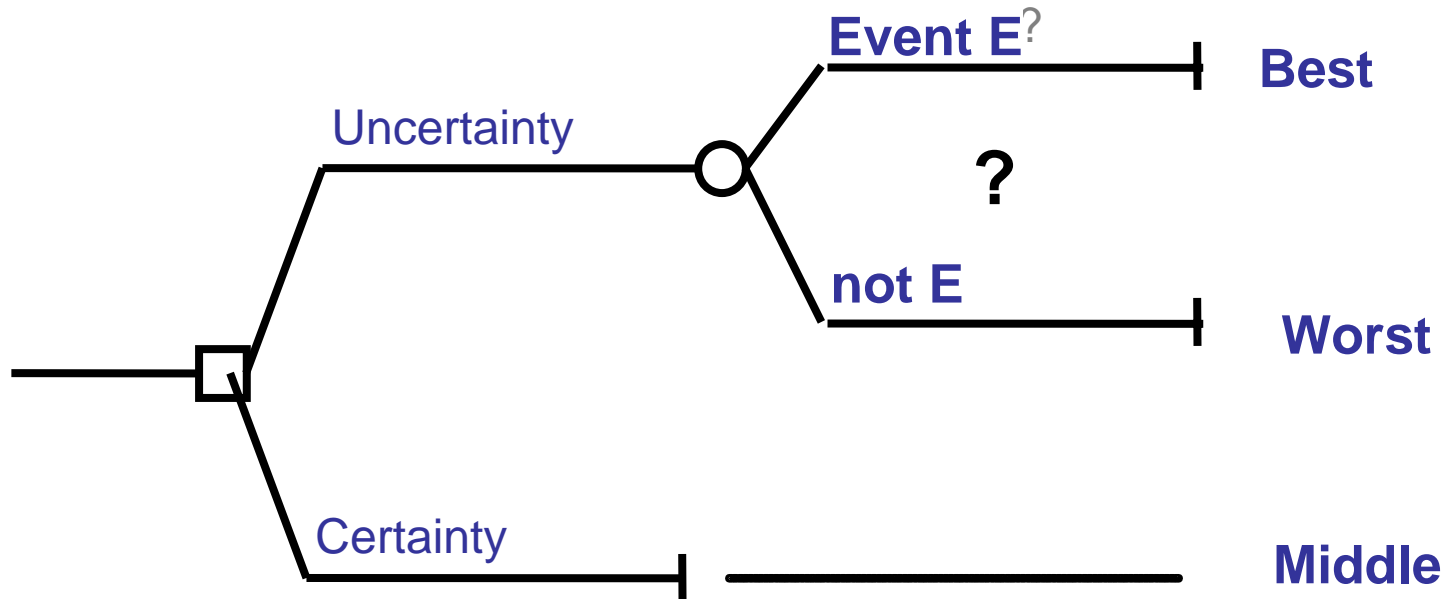 Event E?
Best
Uncertainty
?
not E
Worst
Certainty
Middle